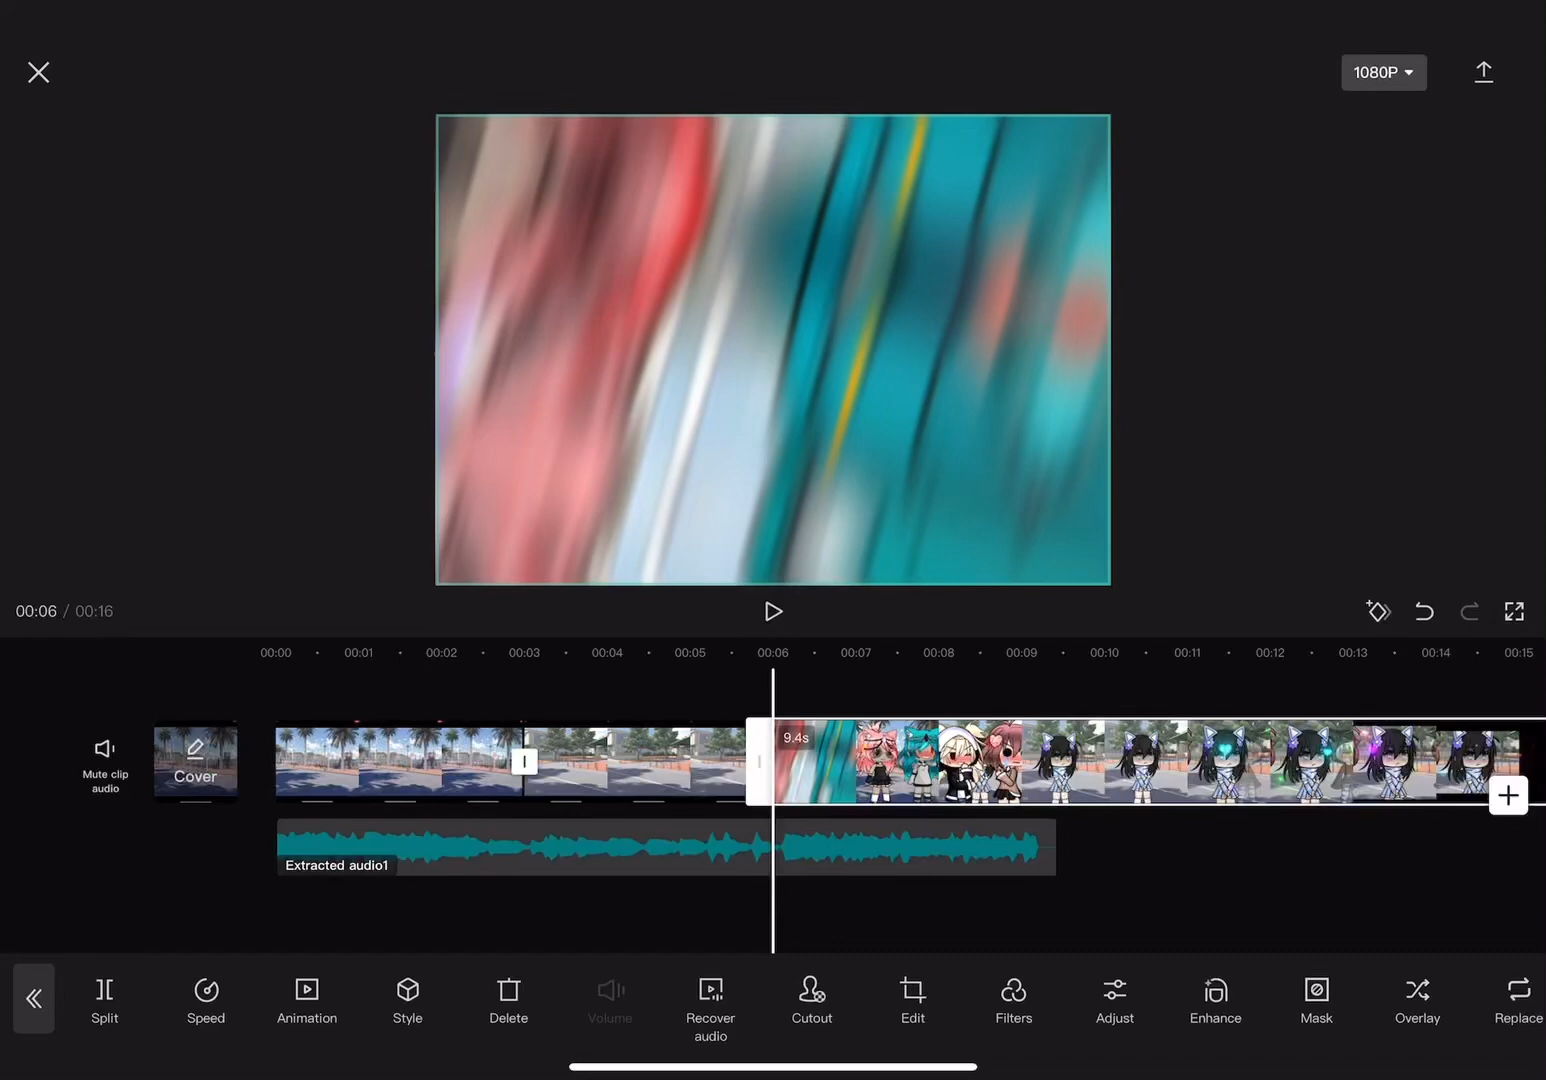 1080P
00:06 / 00:16
00:00 00:01 00:02 00:03 00:04 00:05 00:06 00:07 00:08 00:09 00:10 00:11 00:12 00:13 00:14 00:15
9.4s
Mute clip
audio
Cover
Extracted audio1
Split
Speed
Animation
Style
Delete
Volume
Recover
audio
Cutout
Edit
Filters
Adjust
Enhance
Mask
Overlay
Replace